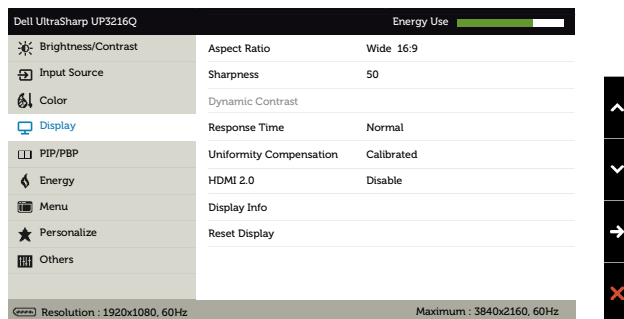 Dell UltraSharp UP3216Q Energy Use
Brightness/Contrast Aspect Ratio Wide 16:9
Input Source Sharpness 50
Color Dynamic Contrast
Display Response Time Normal
PIP/PBP Uniformity Compensation Calibrated
Energy HDMI 2.0 Disable
Menu Display Info
Personalize Reset Display
Others
Resolution : 1920x1080, 60Hz Maximum : 3840x2160, 60Hz